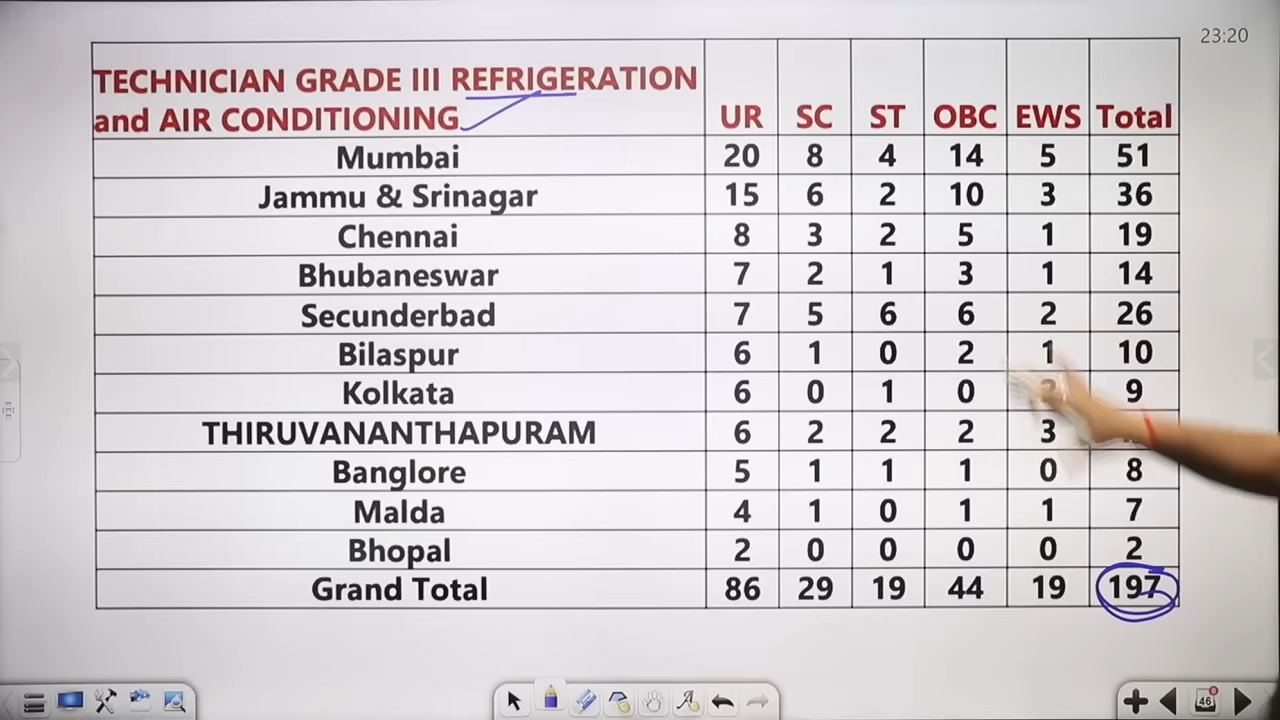 23:20
TECHNICIAN GRADE III REFRIGERATION
and AIR CONDITIONING UR SC ST OBC EWS Total
Mumbai 20 8 4 14 5 51
Jammu & Srinagar 15 6 2 10 3 36
Chennai 8 3 2 5 1 19
Bhubaneswar 7 2 1 3 1 14
Secunderbad 7 5 6 6 2 26
Bilaspur 6 1 0 2 1 10
Kolkata 6 0 1 0 9
THIRUVANANTHAPURAM 6 2 2 2 3
Banglore 5 1 1 1 0 8
Malda 4 1 0 1 1 7
Bhopal 2 0 0 0 0 2
Grand Total 86 29 19 44 19 197
46